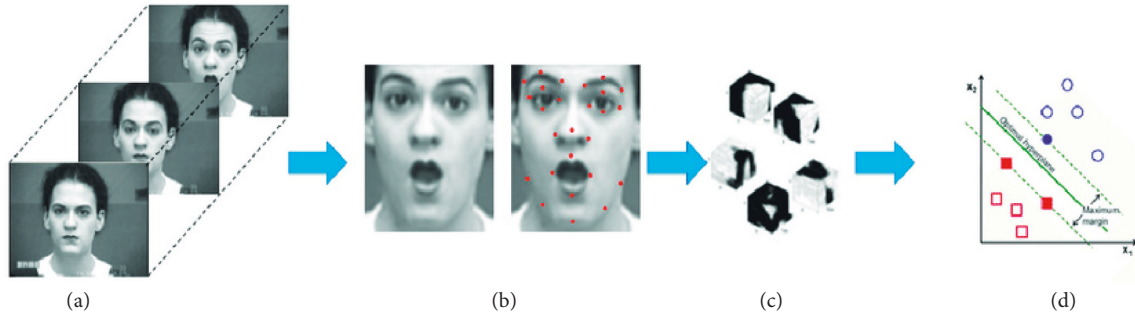 X2
Optimal hyperplane
Maximum
margin
X1
(a)
(b)
(c)
(d)